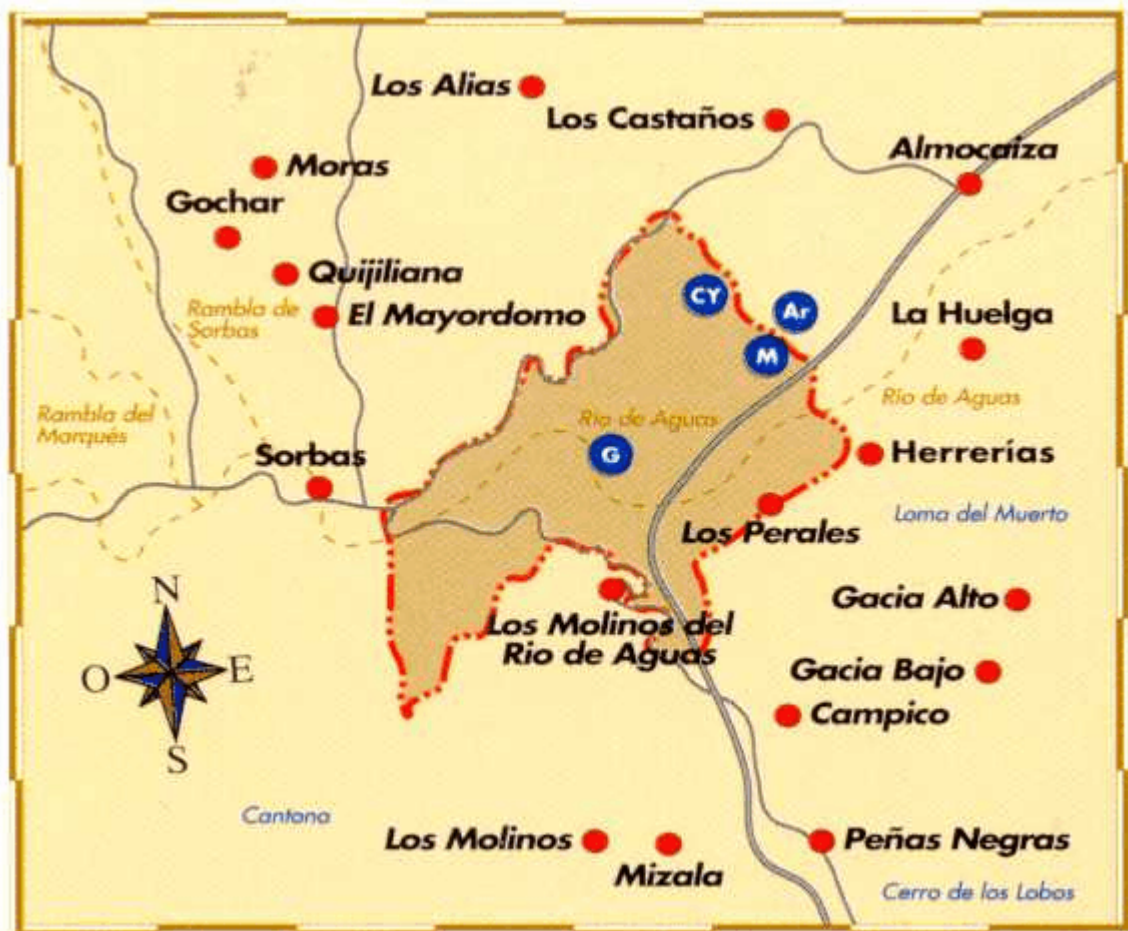 Los Alias
Los Castaños
Almocaiza
Moras
Gochar
Quijiliana
Rambla de
Sorbas
El Mayordomo
CY
Ar
M
La Huelga
Rambla del
Marqués
Río de Aguas
Río de Aguas
Sorbas
G
Herrerías
Loma del Muerto
Los Perales
N
O
E
S
Los Molinos del
Rio de Aguas
Gacia Alto
Gacia Bajo
Campico
Cantona
Los Molinos
Mizala
Peñas Negras
Cerro de los Lobos